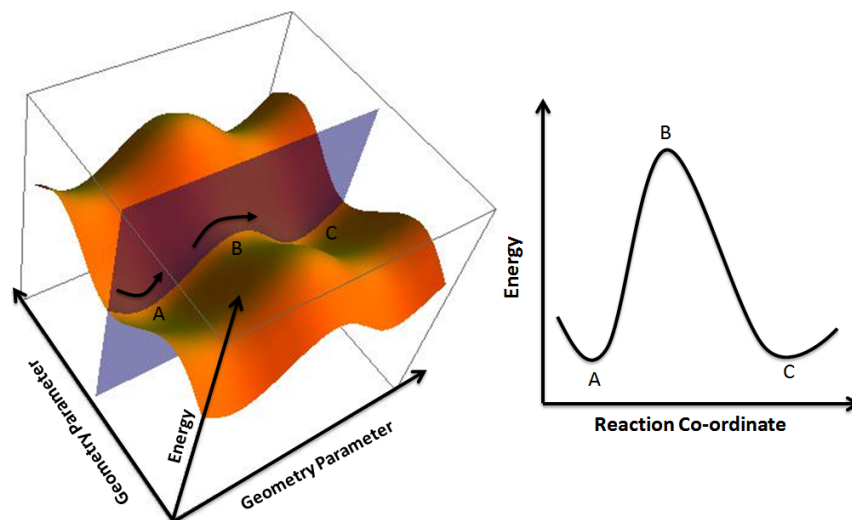 A
B
C
Geometry Parameter
Energy
Geometry Parameter
Energy
B
A
C
Reaction Co-ordinate